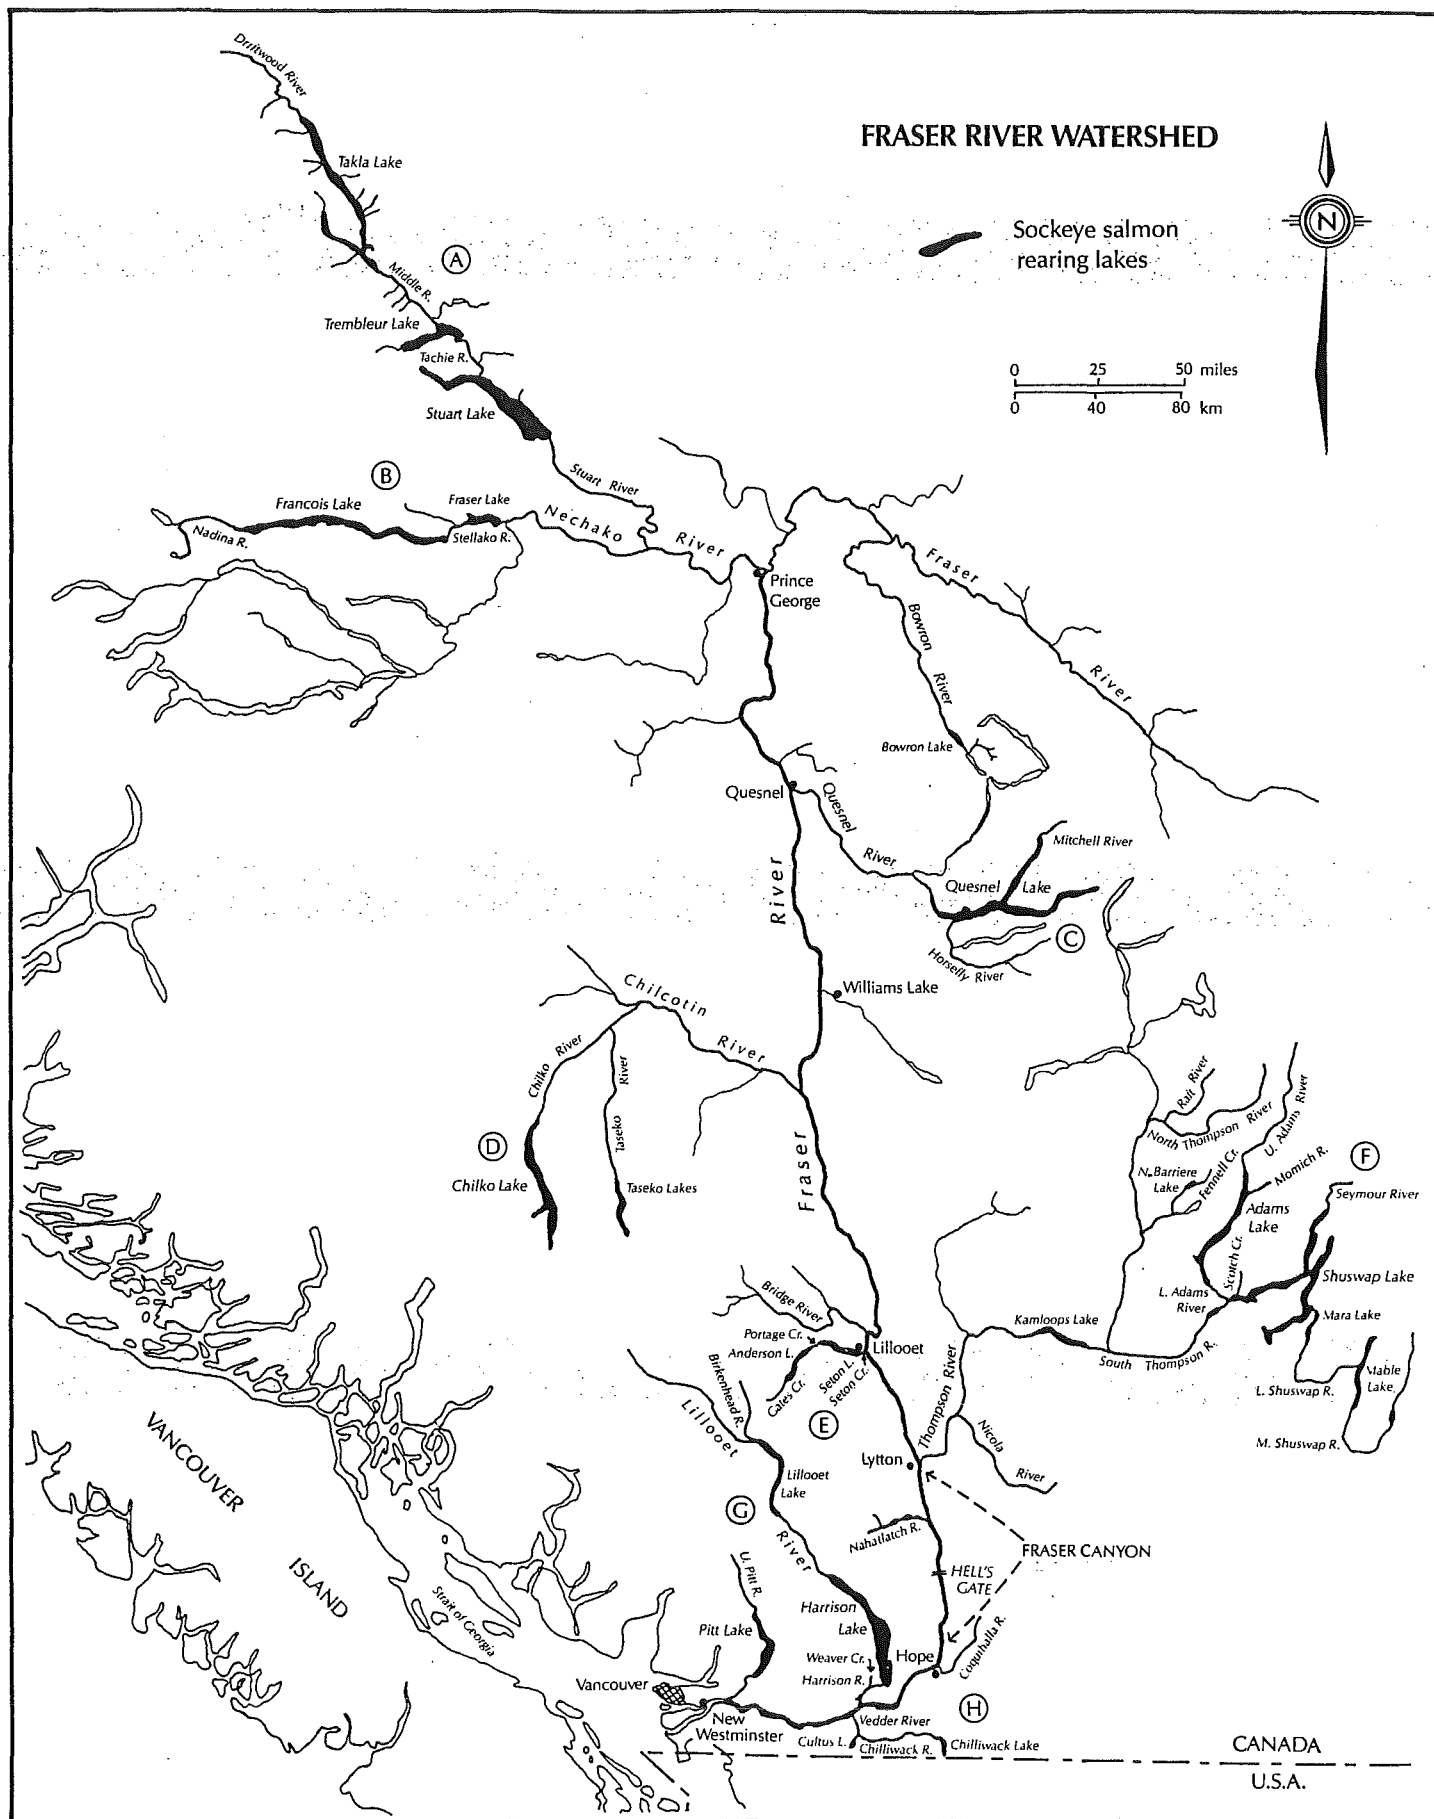 FRASER RIVER WATERSHED
Sockeye salmon
rearing lakes
N
0 25 50 miles
0 40 80 km
Driftwood River
Takla Lake
A
Middle R.
Trembleur Lake
Tachie R.
Stuart Lake
Stuart River
B
Francois Lake
Fraser Lake
Nadina R.
Stellako R.
Nechako
River
Prince
George
Fraser
River
Bowron
River
Bowron Lake
Quesnel
Quesnel
River
Mitchell River
Quesnel Lake
C
Horsefly River
River
Williams Lake
Chilcotin
River
Chilko River
Taseko River
D
Chilko Lake
Taseko Lakes
Fraser
Raft River
North Thompson River
U. Adams River
N. Barriere
Lake
Fennell Cr.
Momich R.
F
Seymour River
Adams
Lake
Scotch Cr.
Shuswap Lake
L. Adams
River
Mara Lake
Kamloops Lake
South Thompson R.
Mable
Lake
L. Shuswap R.
M. Shuswap R.
Bridge River
Portage Cr.
Anderson L.
Lillooet
Seton L.
Seton Cr.
Gates Cr.
E
Birkenhead R.
Lillooet
Thompson River
Nicola
River
Lytton
Lillooet
Lake
G
River
Nahatlatch R.
FRASER CANYON
HELL'S
GATE
U. Pitt R.
Pitt Lake
Harrison
Lake
Weaver Cr.
Harrison R.
Hope
Coquihalla R.
H
Vancouver
New
Westminster
Vedder River
Cultus L.
Chilliwack R.
Chilliwack Lake
VANCOUVER
ISLAND
Strait of Georgia
CANADA
U.S.A.